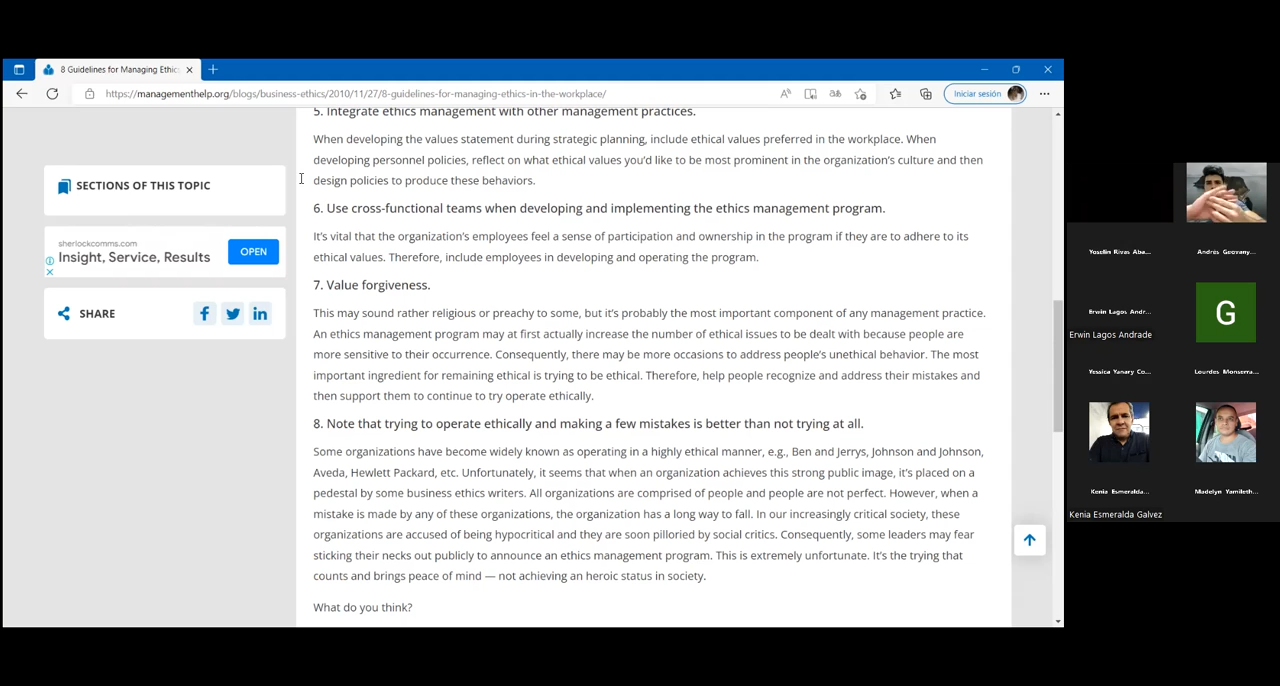 8 Guidelines for Managing Ethic
https://managementhelp.org/blogs/business-ethics/2010/11/27/8-guidelines-for-managing-ethics-in-the-workplace/
Iniciar sesión
SECTIONS OF THIS TOPIC
sherlockcomms.com
Insight, Service, Results
OPEN
SHARE
5. Integrate ethics management with other management practices.
When developing the values statement during strategic planning, include ethical values preferred in the workplace. When
developing personnel policies, reflect on what ethical values you'd like to be most prominent in the organization's culture and then
design policies to produce these behaviors.
6. Use cross-functional teams when developing and implementing the ethics management program.
It's vital that the organization's employees feel a sense of participation and ownership in the program if they are to adhere to its
ethical values. Therefore, include employees in developing and operating the program.
7. Value forgiveness.
This may sound rather religious or preachy to some, but it's probably the most important component of any management practice.
An ethics management program may at first actually increase the number of ethical issues to be dealt with because people are
more sensitive to their occurrence. Consequently, there may be more occasions to address people's unethical behavior. The most
important ingredient for remaining ethical is trying to be ethical. Therefore, help people recognize and address their mistakes and
then support them to continue to try operate ethically.
8. Note that trying to operate ethically and making a few mistakes is better than not trying at all.
Some organizations have become widely known as operating in a highly ethical manner, e.g., Ben and Jerrys, Johnson and Johnson,
Aveda, Hewlett Packard, etc. Unfortunately, it seems that when an organization achieves this strong public image, it's placed on a
pedestal by some business ethics writers. All organizations are comprised of people and people are not perfect. However, when a
mistake is made by any of these organizations, the organization has a long way to fall. In our increasingly critical society, these
organizations are accused of being hypocritical and they are soon pilloried by social critics. Consequently, some leaders may fear
sticking their necks out publicly to announce an ethics management program. This is extremely unfortunate. It's the trying that
counts and brings peace of mind — not achieving an heroic status in society.
What do you think?
Yoselin Rivas Aba...
Andrés Geovany...
Erwin Lagos Andr...
G
Erwin Lagos Andrade
Yessica Yanary Co...
Lourdes Monserra...
Kenia Esmeralda...
Madelyn Yamileth...
Kenia Esmeralda Galvez